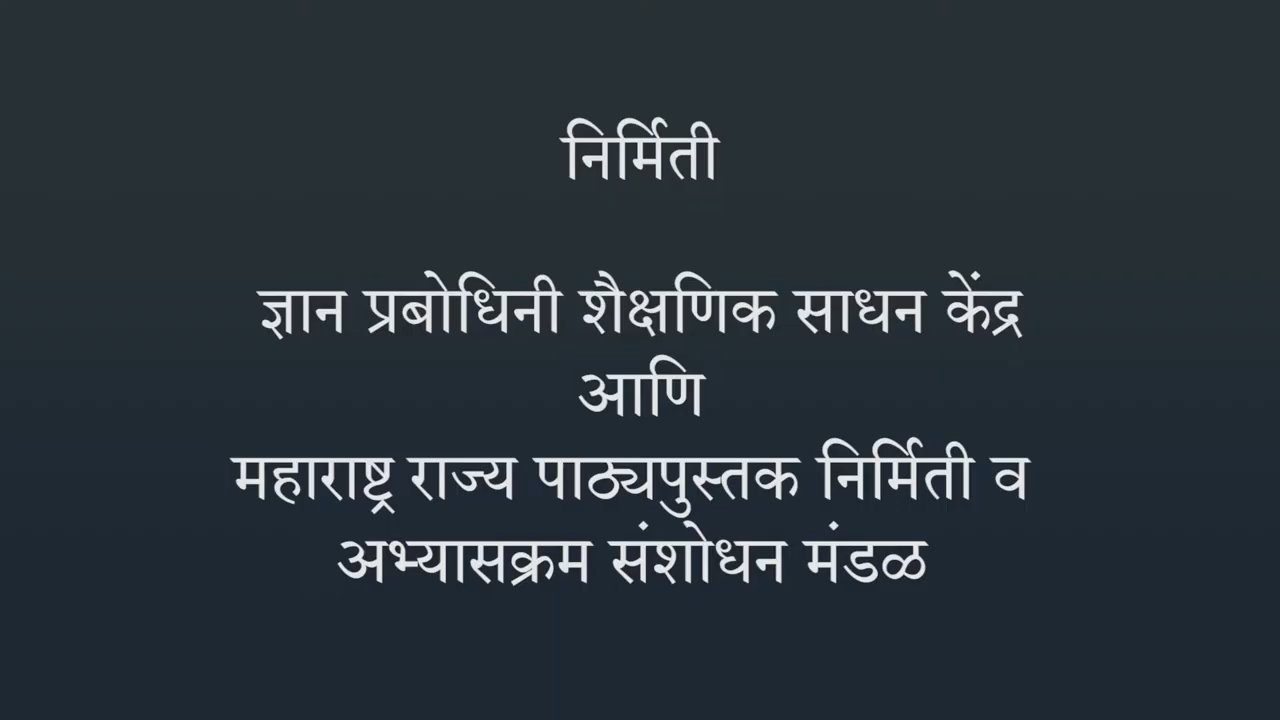 निर्मिती
ज्ञान प्रबोधिनी शैक्षणिक साधन केंद्र
आणि
महाराष्ट्र राज्य पाठ्यपुस्तक निर्मिती व
अभ्यासक्रम संशोधन मंडळ